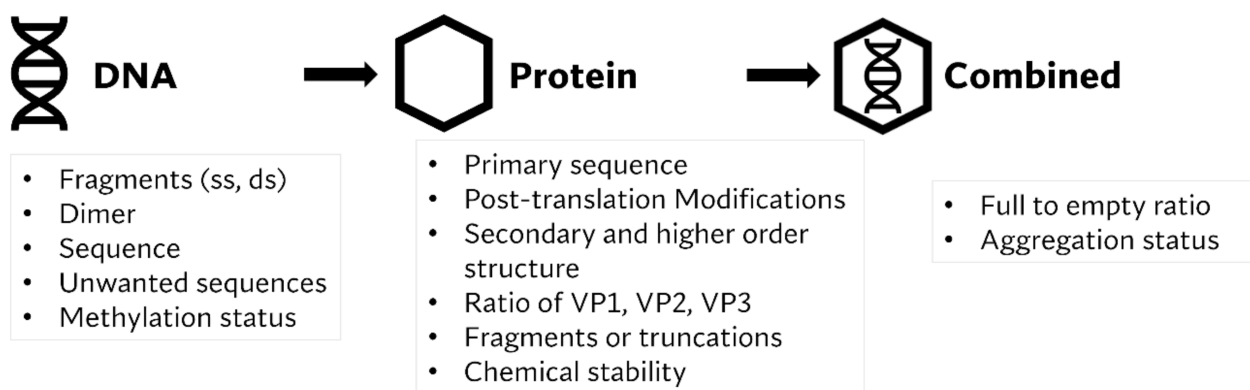 DNA
Protein
Combined
• Fragments (ss, ds)
• Dimer
• Sequence
• Unwanted sequences
• Methylation status
• Primary sequence
• Post-translation Modifications
• Secondary and higher order
structure
• Ratio of VP1, VP2, VP3
• Fragments or truncations
• Chemical stability
• Full to empty ratio
• Aggregation status